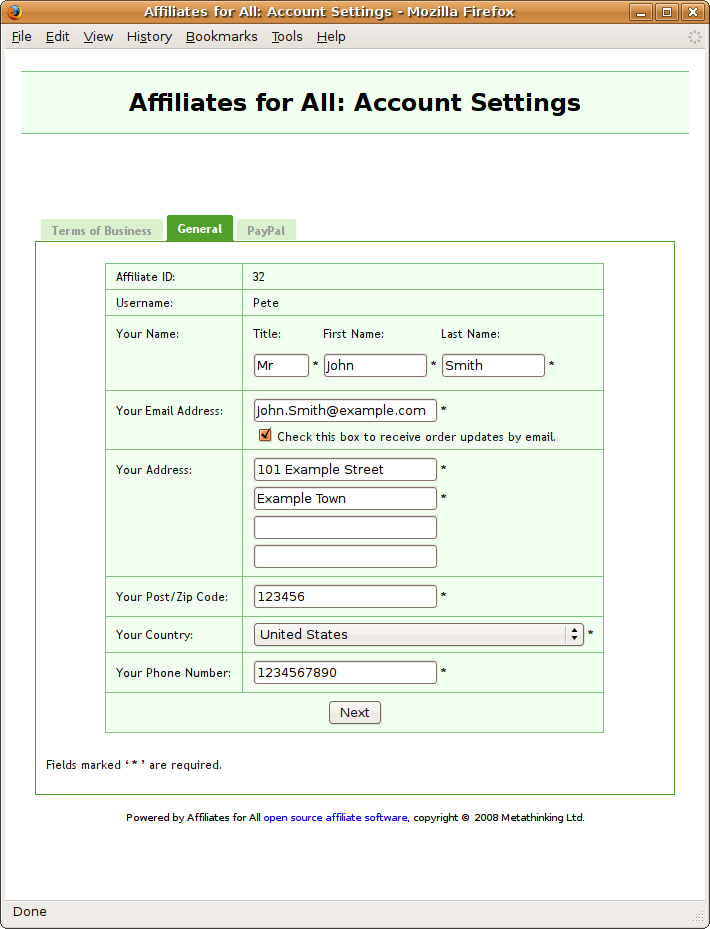 Affiliates for All: Account Settings - Mozilla Firefox
File Edit View History Bookmarks Tools Help
Affiliates for All: Account Settings
Terms of Business General PayPal
Affiliate ID: 32
Username: Pete
Your Name: Title: First Name: Last Name:
Mr * John * Smith *
Your Email Address: John.Smith@example.com *
Check this box to receive order updates by email.
Your Address: 101 Example Street *
Example Town *
Your Post/Zip Code: 123456 *
Your Country: United States *
Your Phone Number: 1234567890 *
Next
Fields marked ‘*’ are required.
Powered by Affiliates for All open source affiliate software, copyright © 2008 Metathinking Ltd.
Done